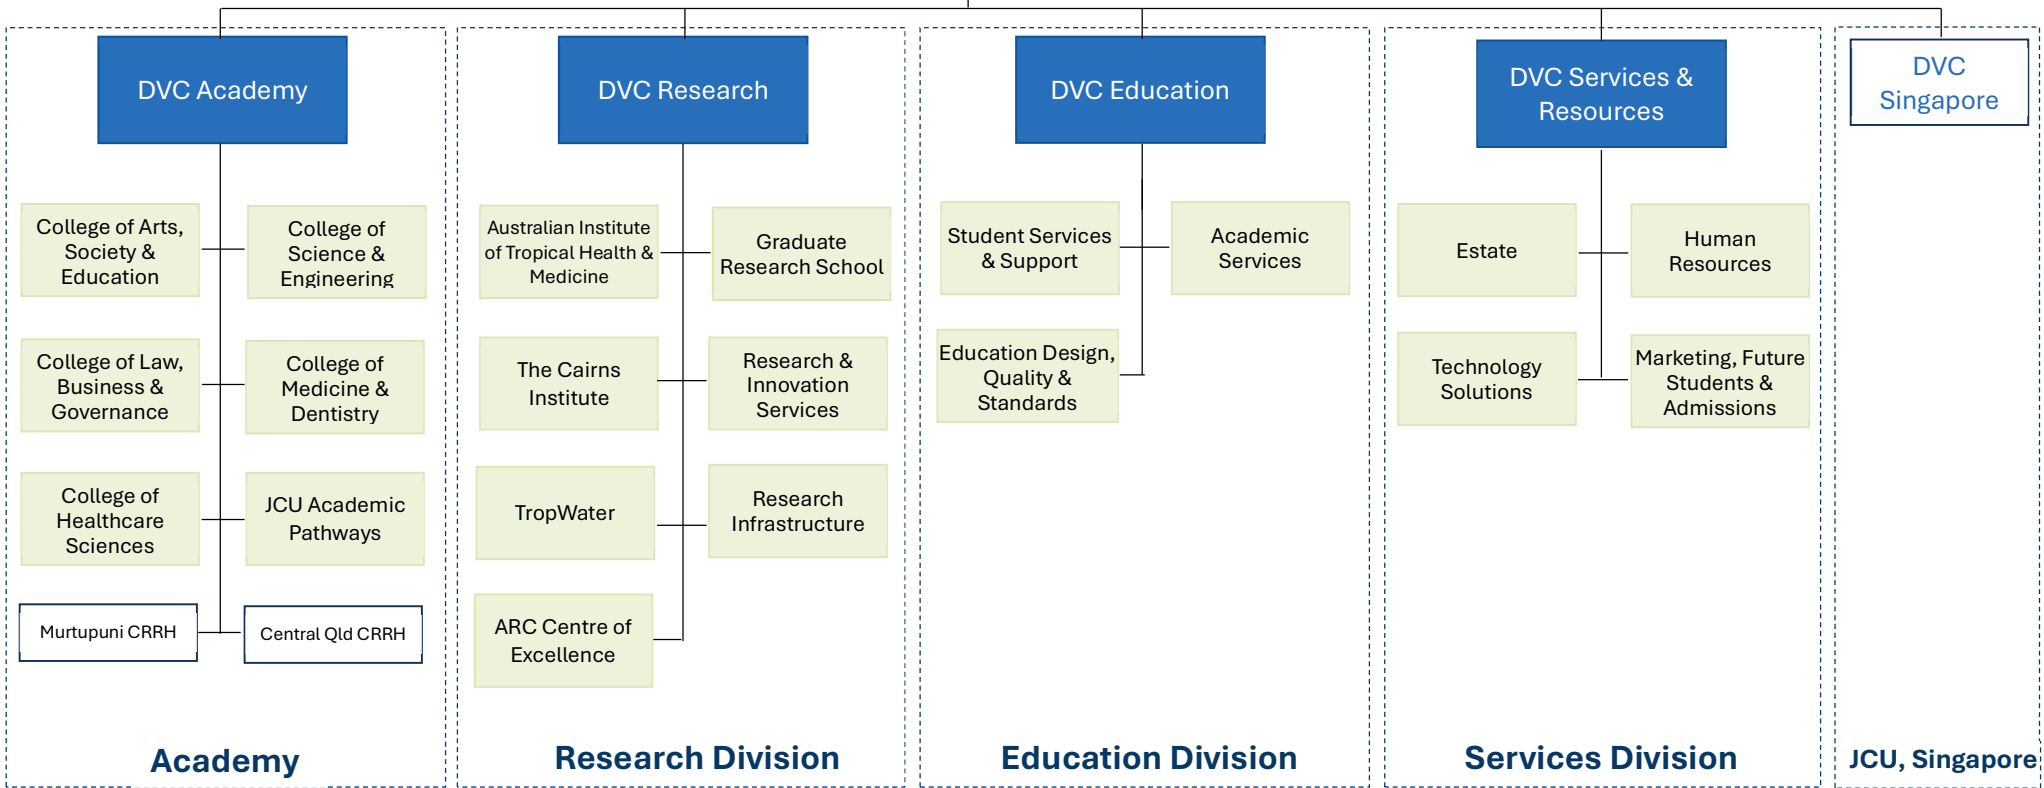 DVC Academy
College of Arts,
Society &
Education
College of
Science &
Engineering
College of Law,
Business &
Governance
College of
Medicine &
Dentistry
College of
Healthcare
Sciences
JCU Academic
Pathways
Murtupuni CRRH
Central Qld CRRH
Academy
DVC Research
Australian Institute
of Tropical Health &
Medicine
Graduate
Research School
The Cairns
Institute
Research &
Innovation
Services
TropWater
Research
Infrastructure
ARC Centre of
Excellence
Research Division
DVC Education
Student Services
& Support
Academic
Services
Education Design,
Quality &
Standards
Education Division
DVC Services &
Resources
Estate
Human
Resources
Technology
Solutions
Marketing, Future
Students &
Admissions
Services Division
DVC
Singapore
JCU, Singapore